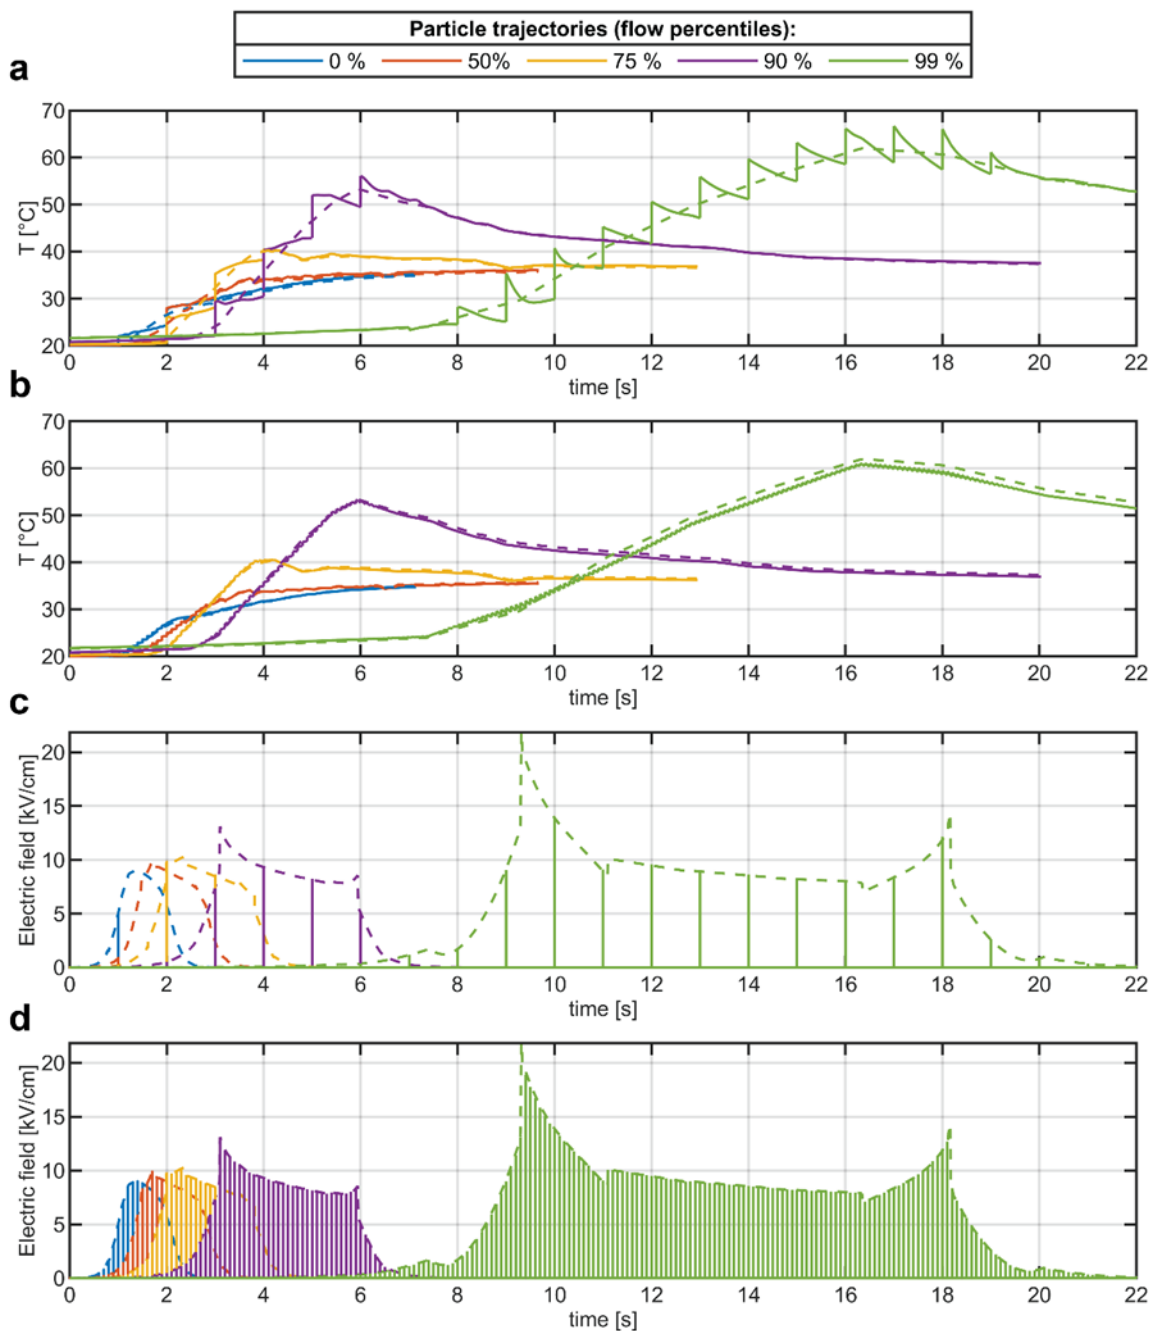 Particle trajectories (flow percentiles):
0 % 50% 75 % 90 % 99 %
a
70
60
50
40
30
20
T [°C]
0 2 4 6 8 10 12 14 16 18 20 22
time [s]
b
70
60
50
40
30
20
T [°C]
0 2 4 6 8 10 12 14 16 18 20 22
time [s]
c
20
15
10
5
0
Electric field [kV/cm]
0 2 4 6 8 10 12 14 16 18 20 22
time [s]
d
20
15
10
5
0
Electric field [kV/cm]
0 2 4 6 8 10 12 14 16 18 20 22
time [s]